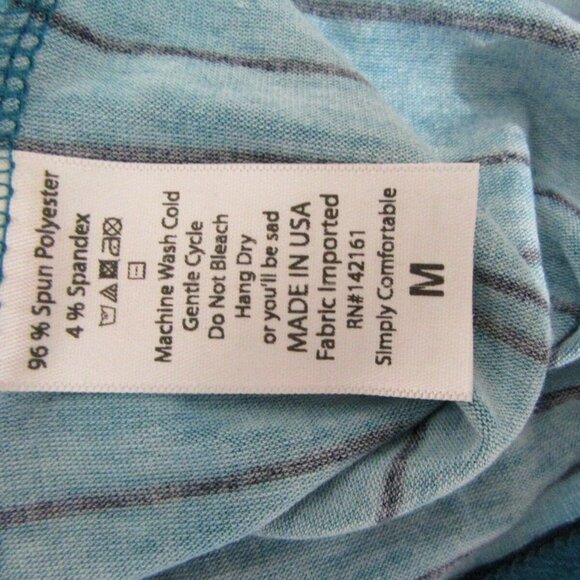 96 % Spun Polyester
4 % Spandex
Machine Wash Cold
Gentle Cycle
Do Not Bleach
Hang Dry
or you'll be sad
MADE IN USA
Fabric Imported
RN#142161
Simply Comfortable
M